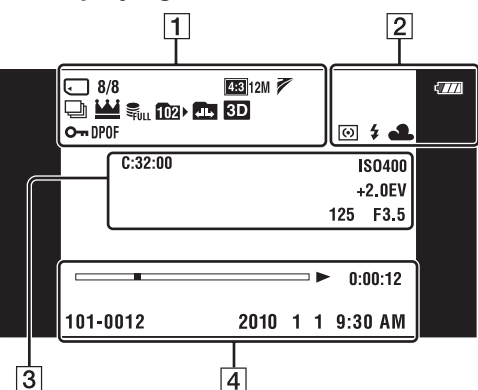 1
2
8/8
4:3 12M
FULL 102 3D
DPOF
C:32:00
ISO400
+2.0EV
125 F3.5
0:00:12
101-0012 2010 1 1 9:30 AM
3
4